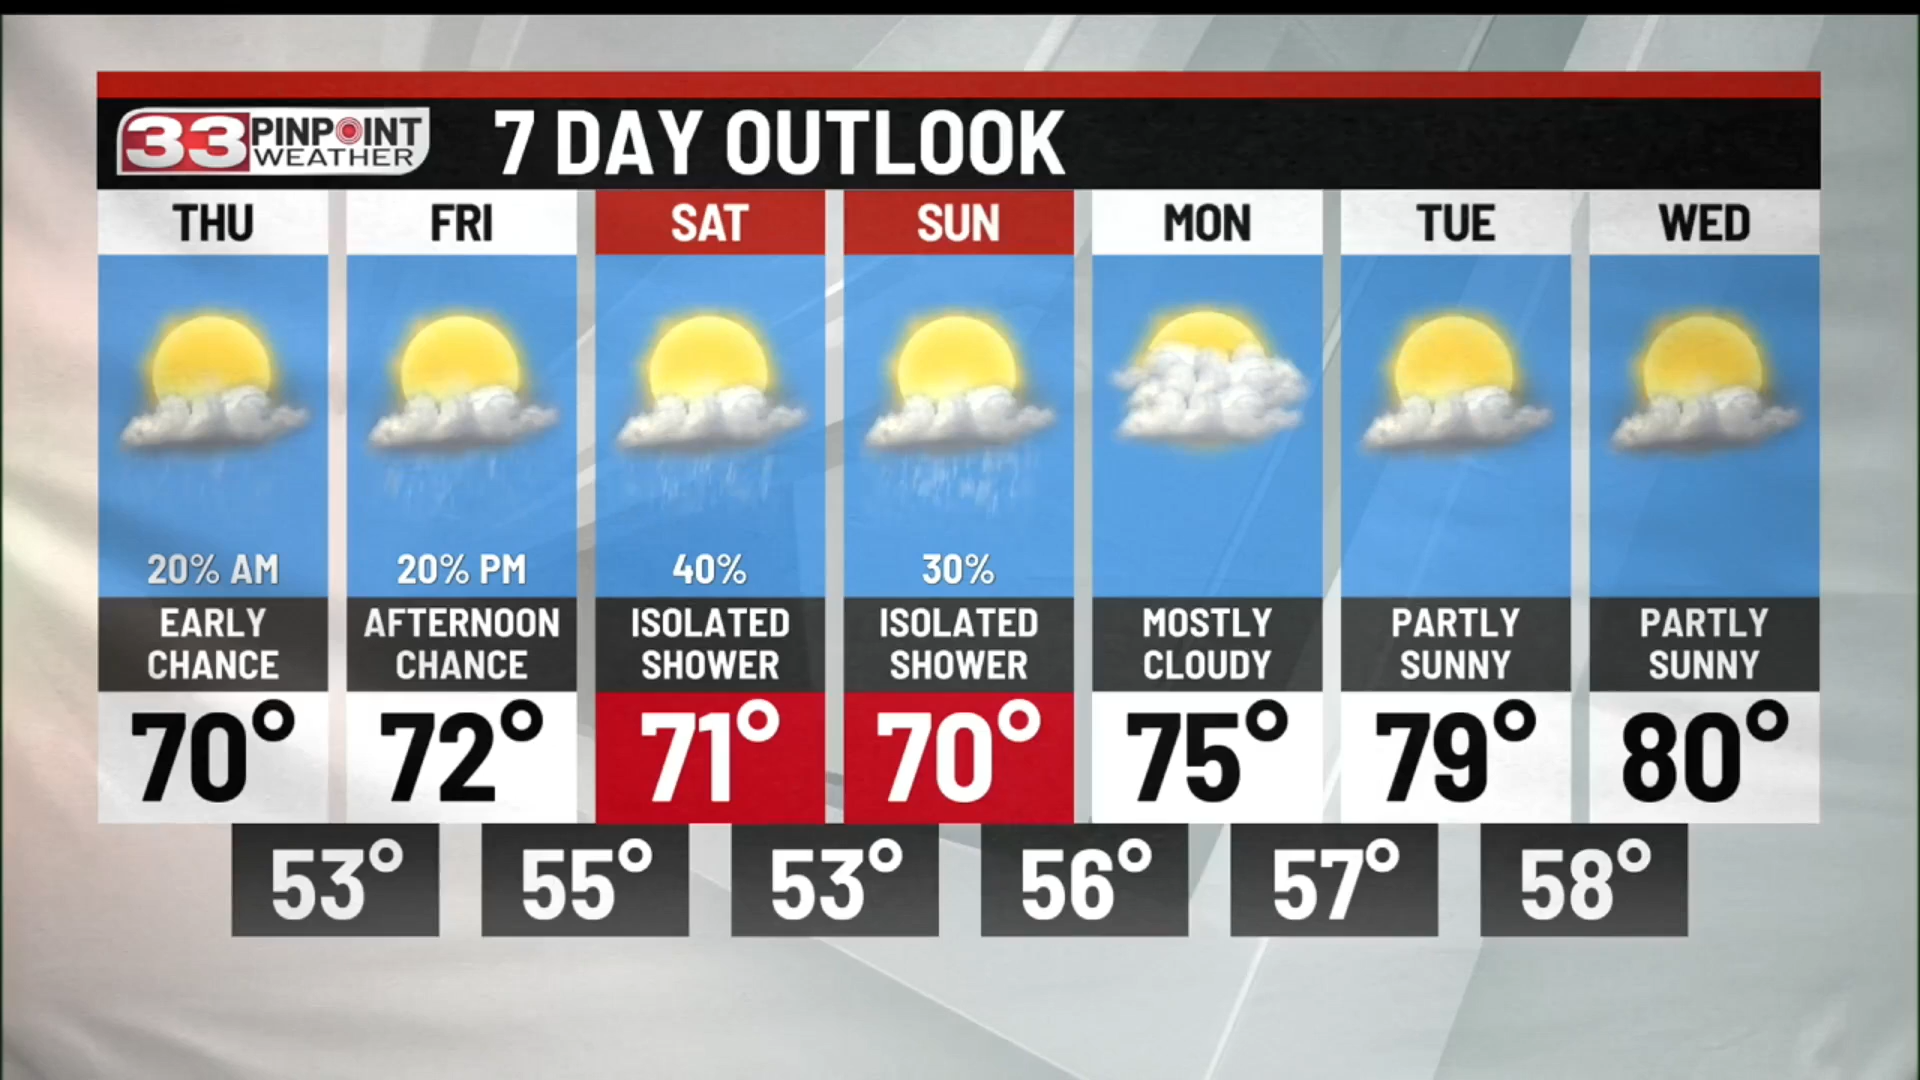 33 PINPOINT WEATHER
7 DAY OUTLOOK
THU
FRI
SAT
SUN
MON
TUE
WED
20% AM
20% PM
40%
30%
EARLY CHANCE
AFTERNOON CHANCE
ISOLATED SHOWER
ISOLATED SHOWER
MOSTLY CLOUDY
PARTLY SUNNY
PARTLY SUNNY
70°
72°
71°
70°
75°
79°
80°
53°
55°
53°
56°
57°
58°